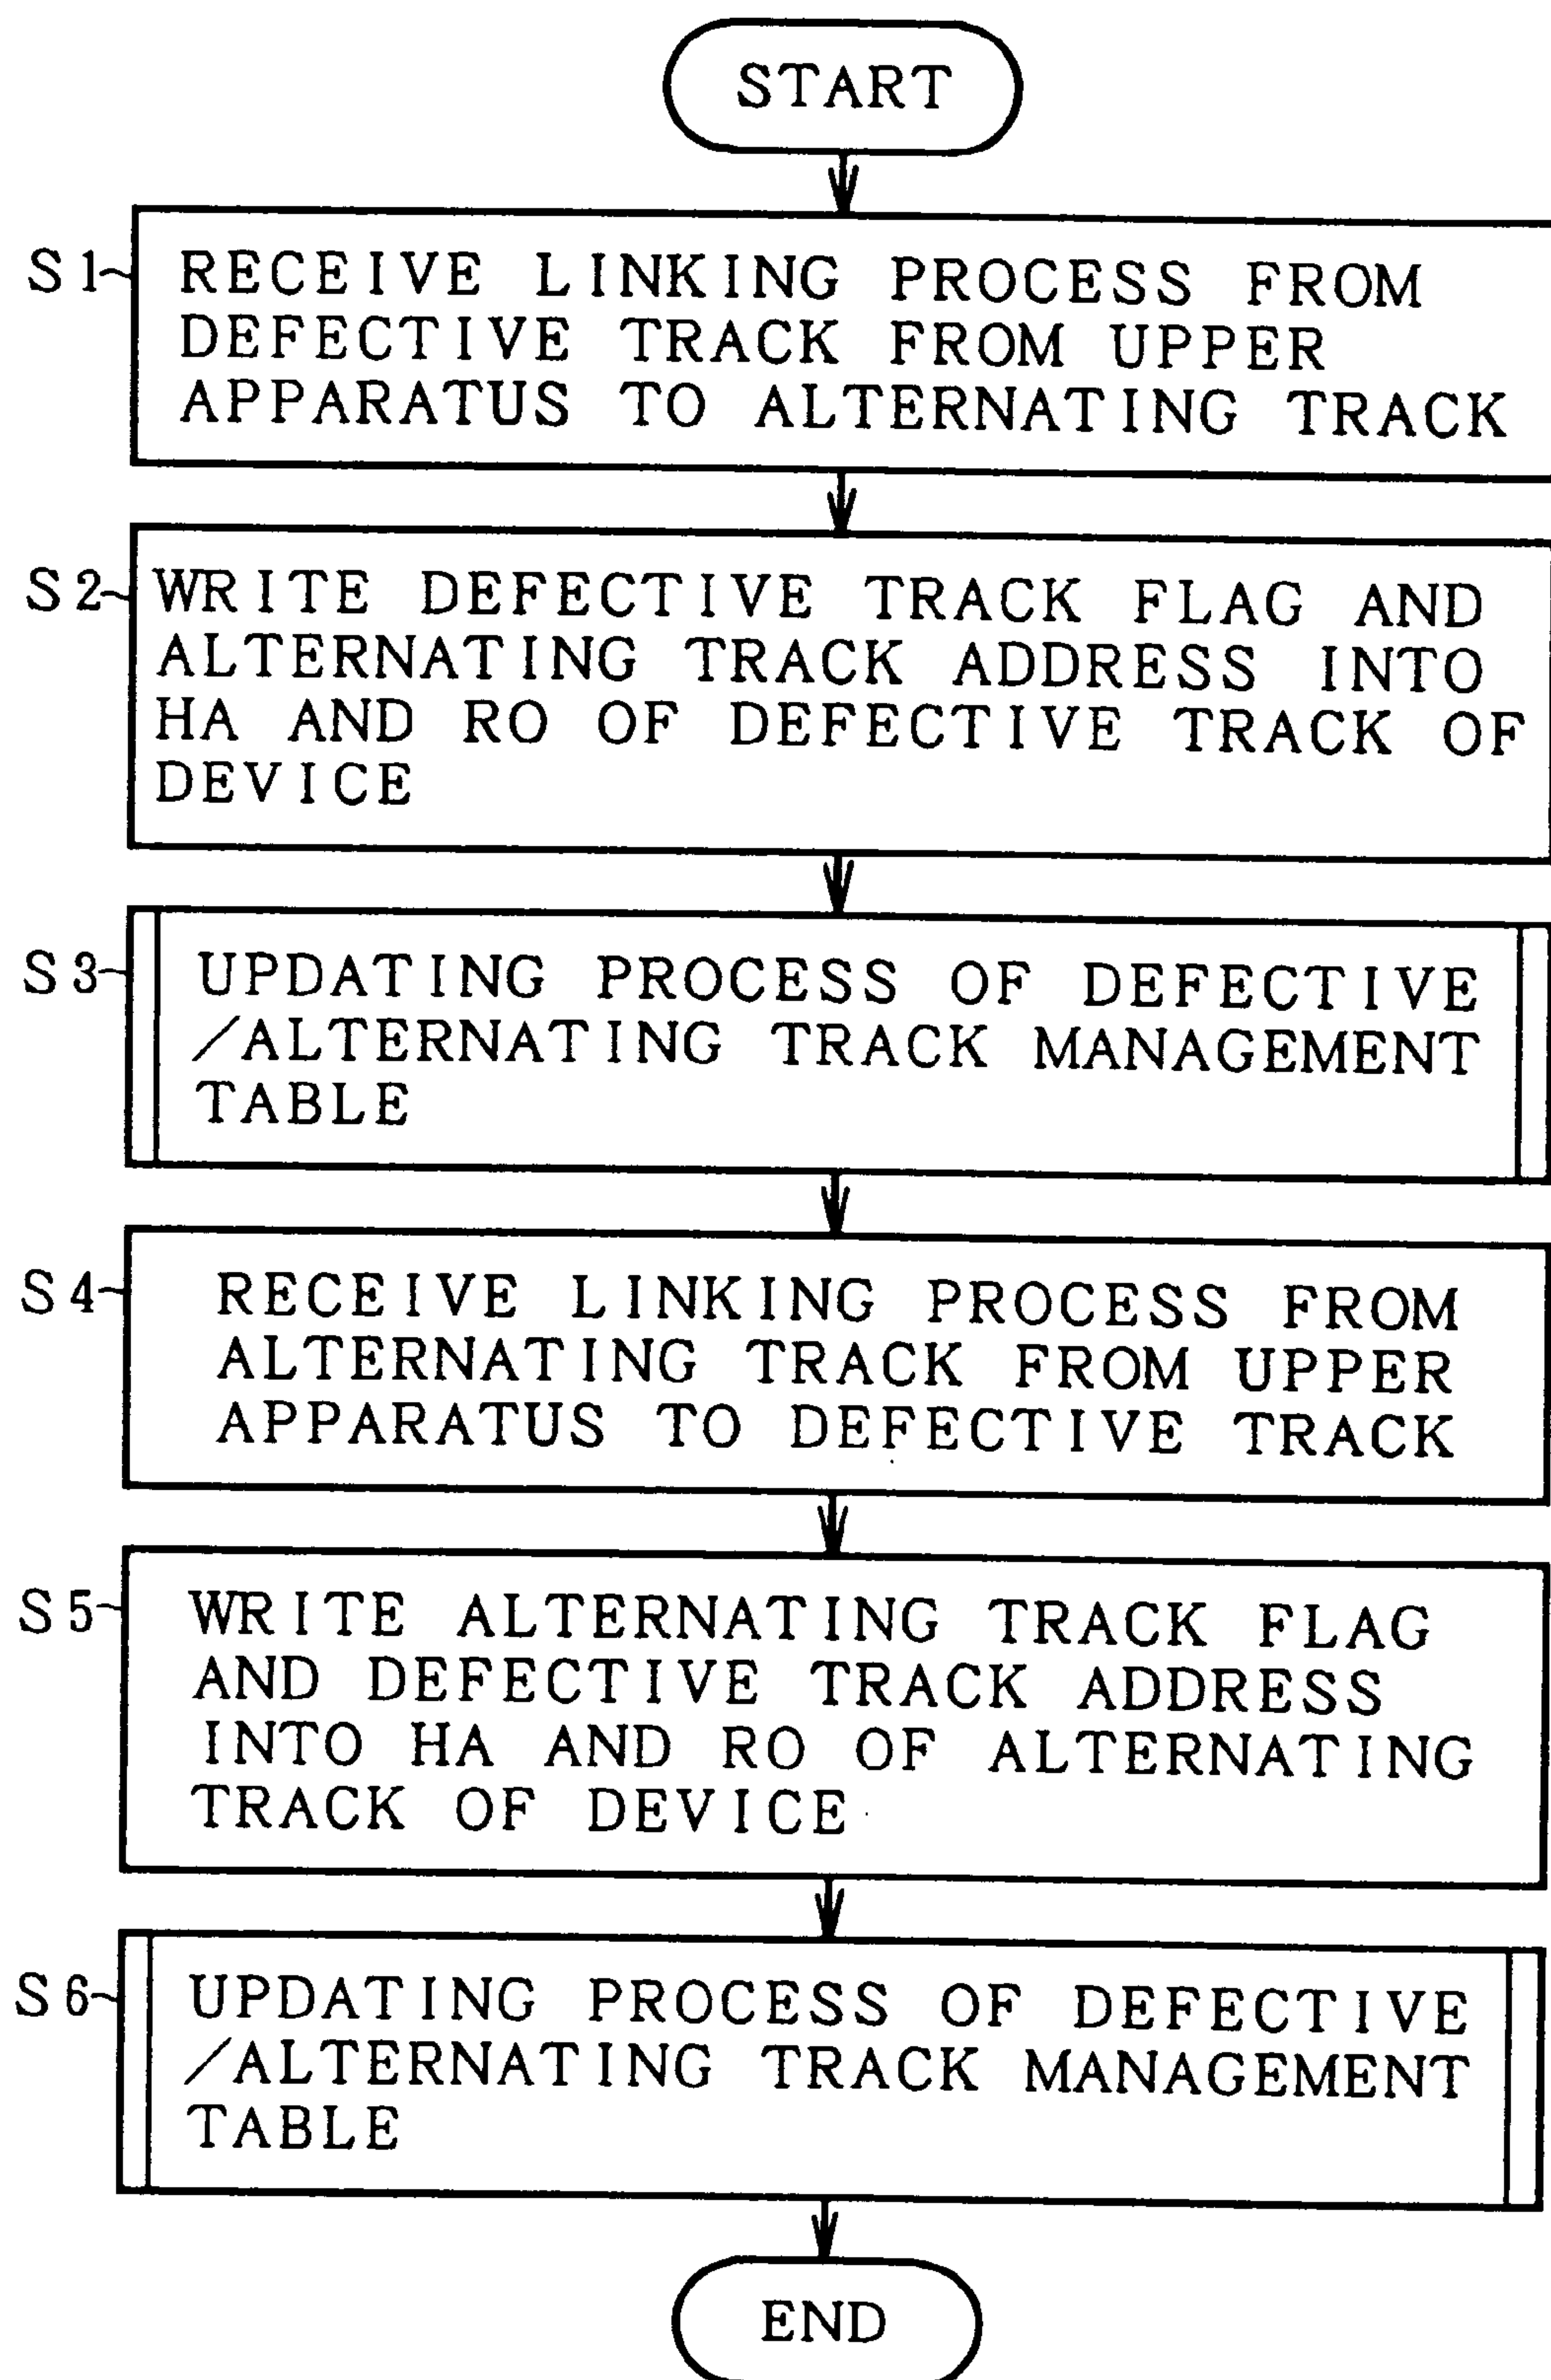 START
S1 RECEIVE LINKING PROCESS FROM
DEFECTIVE TRACK FROM UPPER
APPARATUS TO ALTERNATING TRACK
S2 WRITE DEFECTIVE TRACK FLAG AND
ALTERNATING TRACK ADDRESS INTO
HA AND RO OF DEFECTIVE TRACK OF
DEVICE
S3 UPDATING PROCESS OF DEFECTIVE
/ALTERNATING TRACK MANAGEMENT
TABLE
S4 RECEIVE LINKING PROCESS FROM
ALTERNATING TRACK FROM UPPER
APPARATUS TO DEFECTIVE TRACK
S5 WRITE ALTERNATING TRACK FLAG
AND DEFECTIVE TRACK ADDRESS
INTO HA AND RO OF ALTERNATING
TRACK OF DEVICE
S6 UPDATING PROCESS OF DEFECTIVE
/ALTERNATING TRACK MANAGEMENT
TABLE
END